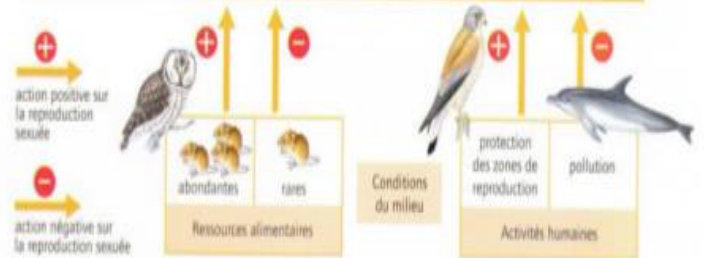 +
action positive sur
la reproduction
sexuée
-
action négative sur
la reproduction sexuée
+
-
abondantes
rares
Ressources alimentaires
Conditions
du milieu
+
-
protection
des zones de
reproduction
pollution
Activités humaines